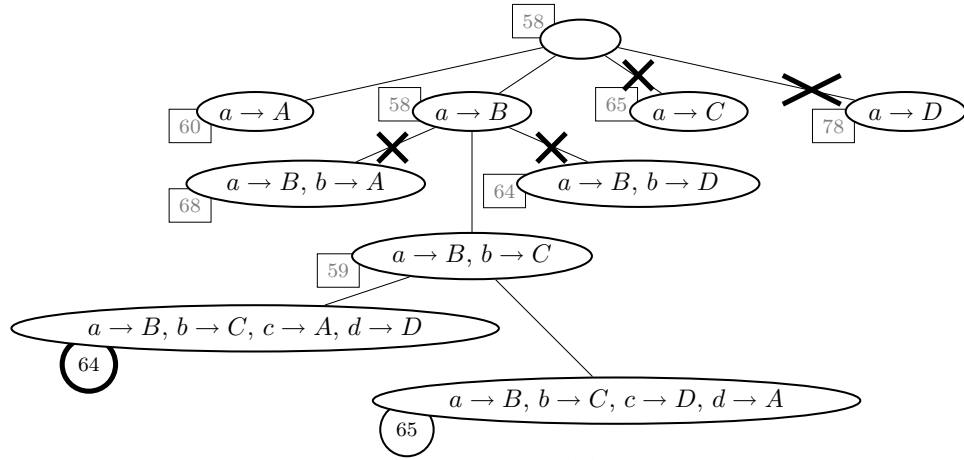 58
60 a → A 58 a → B 65 a → C 78 a → D
68 a → B, b → A 64 a → B, b → D
59 a → B, b → C
a → B, b → C, c → A, d → D
64
a → B, b → C, c → D, d → A
65